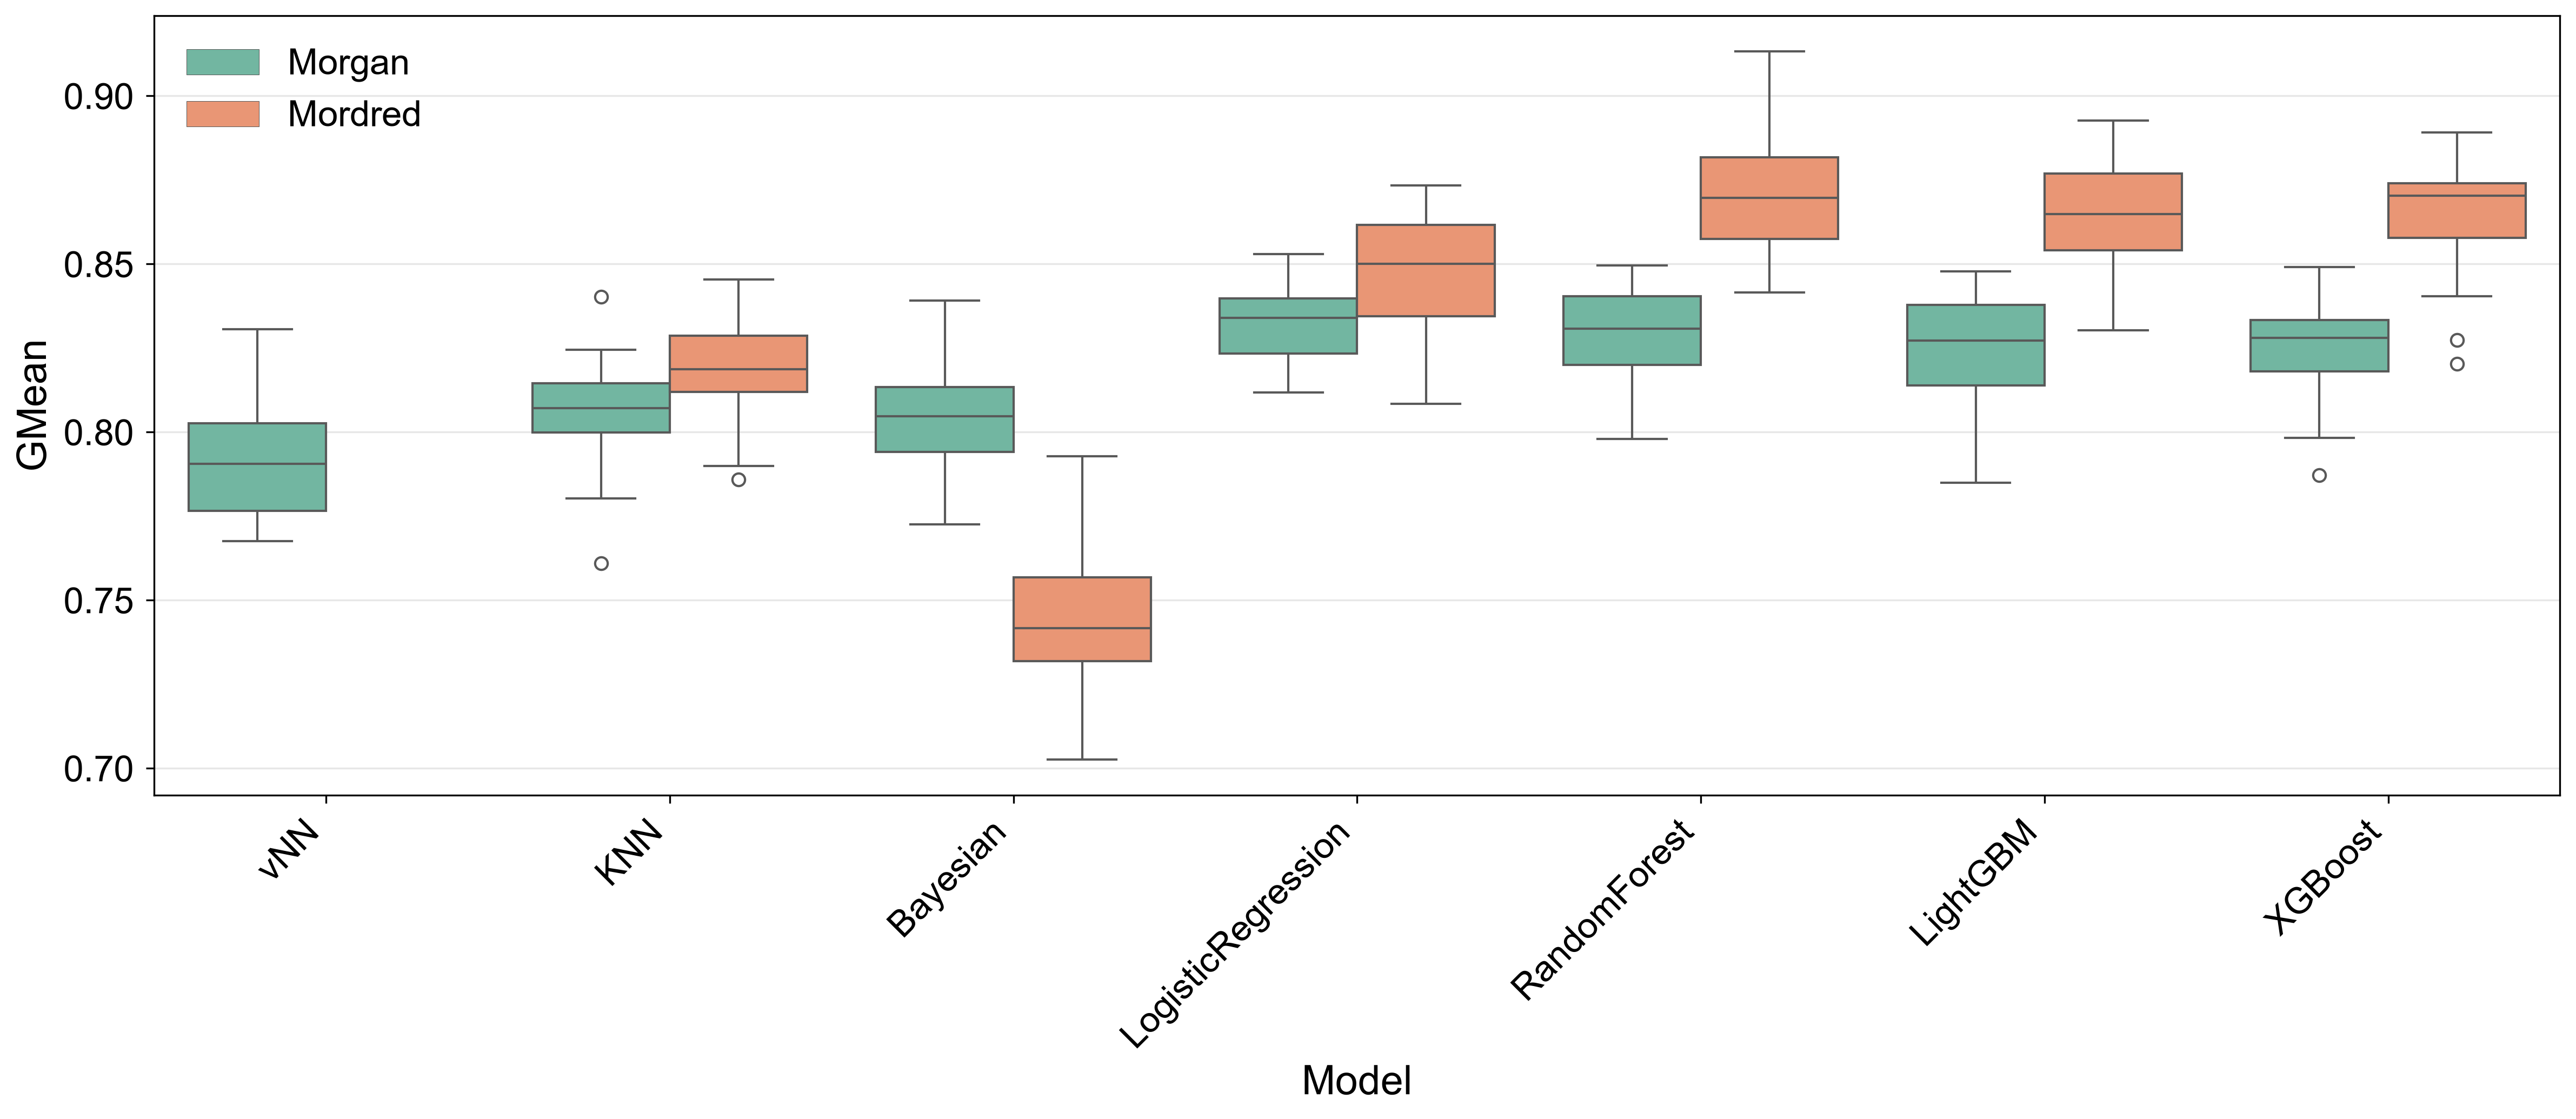 Morgan
Mordred
0.90
0.85
0.80
0.75
0.70
GMean
vNN
KNN
Bayesian
LogisticRegression
RandomForest
LightGBM
XGBoost
Model